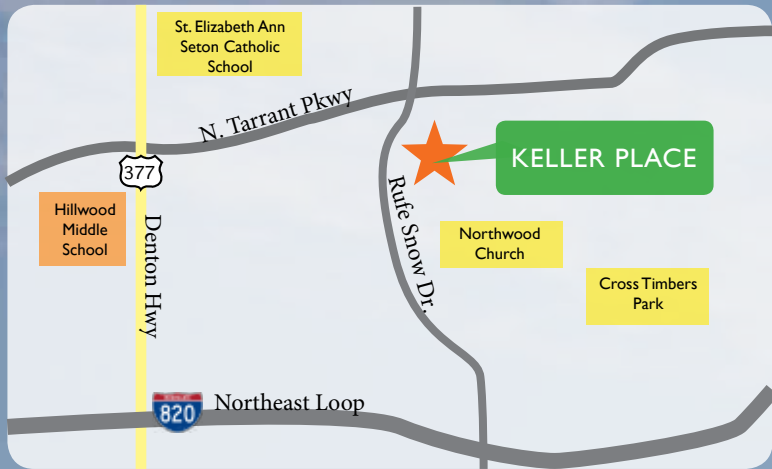 St. Elizabeth Ann
Seton Catholic
School
N. Tarrant Pkwy
KELLER PLACE
377
Hillwood
Middle
School
Denton Hwy
Rufe Snow Dr.
Northwood
Church
Cross Timbers
Park
820
Northeast Loop